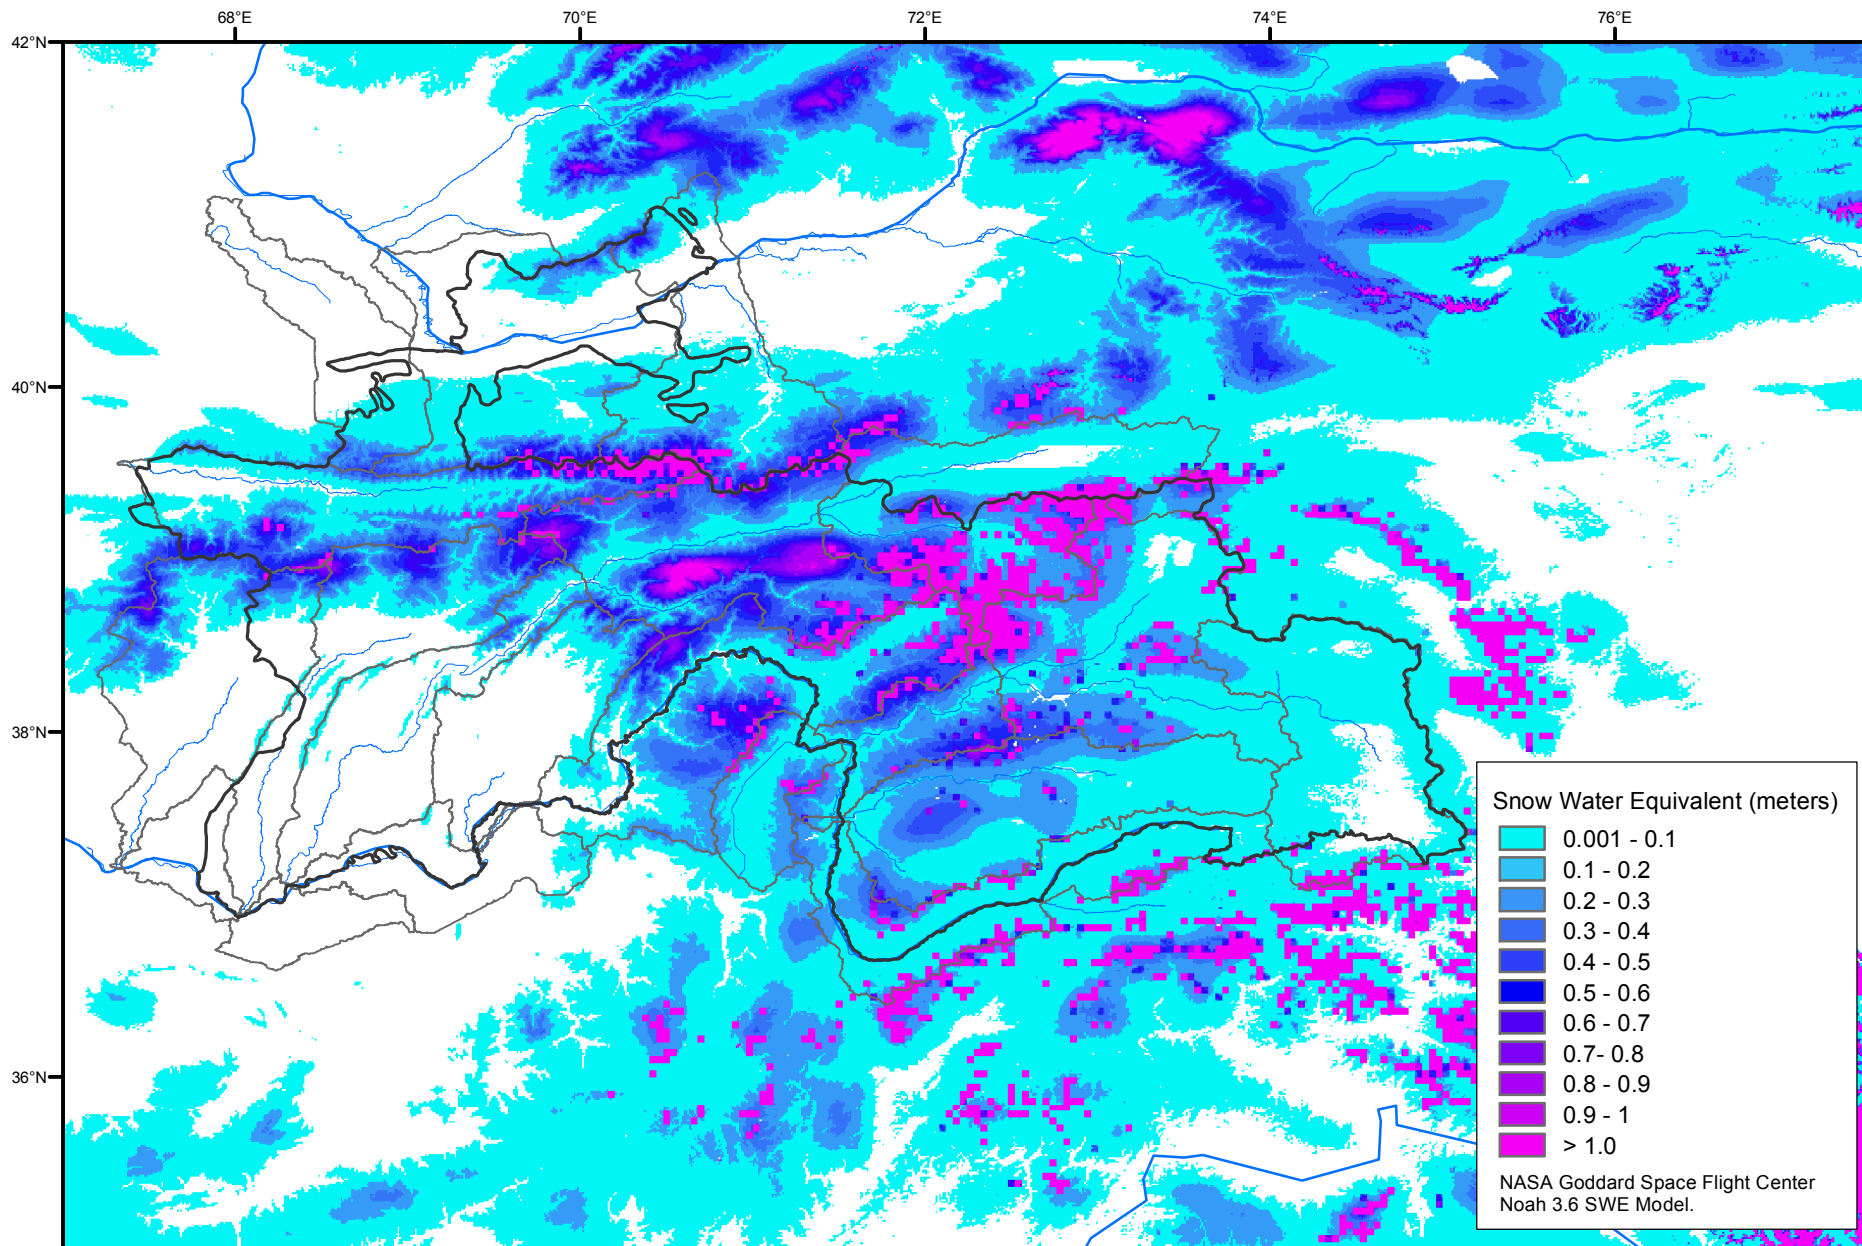 68°E
70°E
72°E
74°E
76°E
42°N
40°N
38°N
36°N
Snow Water Equivalent (meters)
0.001 - 0.1
0.1 - 0.2
0.2 - 0.3
0.3 - 0.4
0.4 - 0.5
0.5 - 0.6
0.6 - 0.7
0.7- 0.8
0.8 - 0.9
0.9 - 1
> 1.0
NASA Goddard Space Flight Center
Noah 3.6 SWE Model.